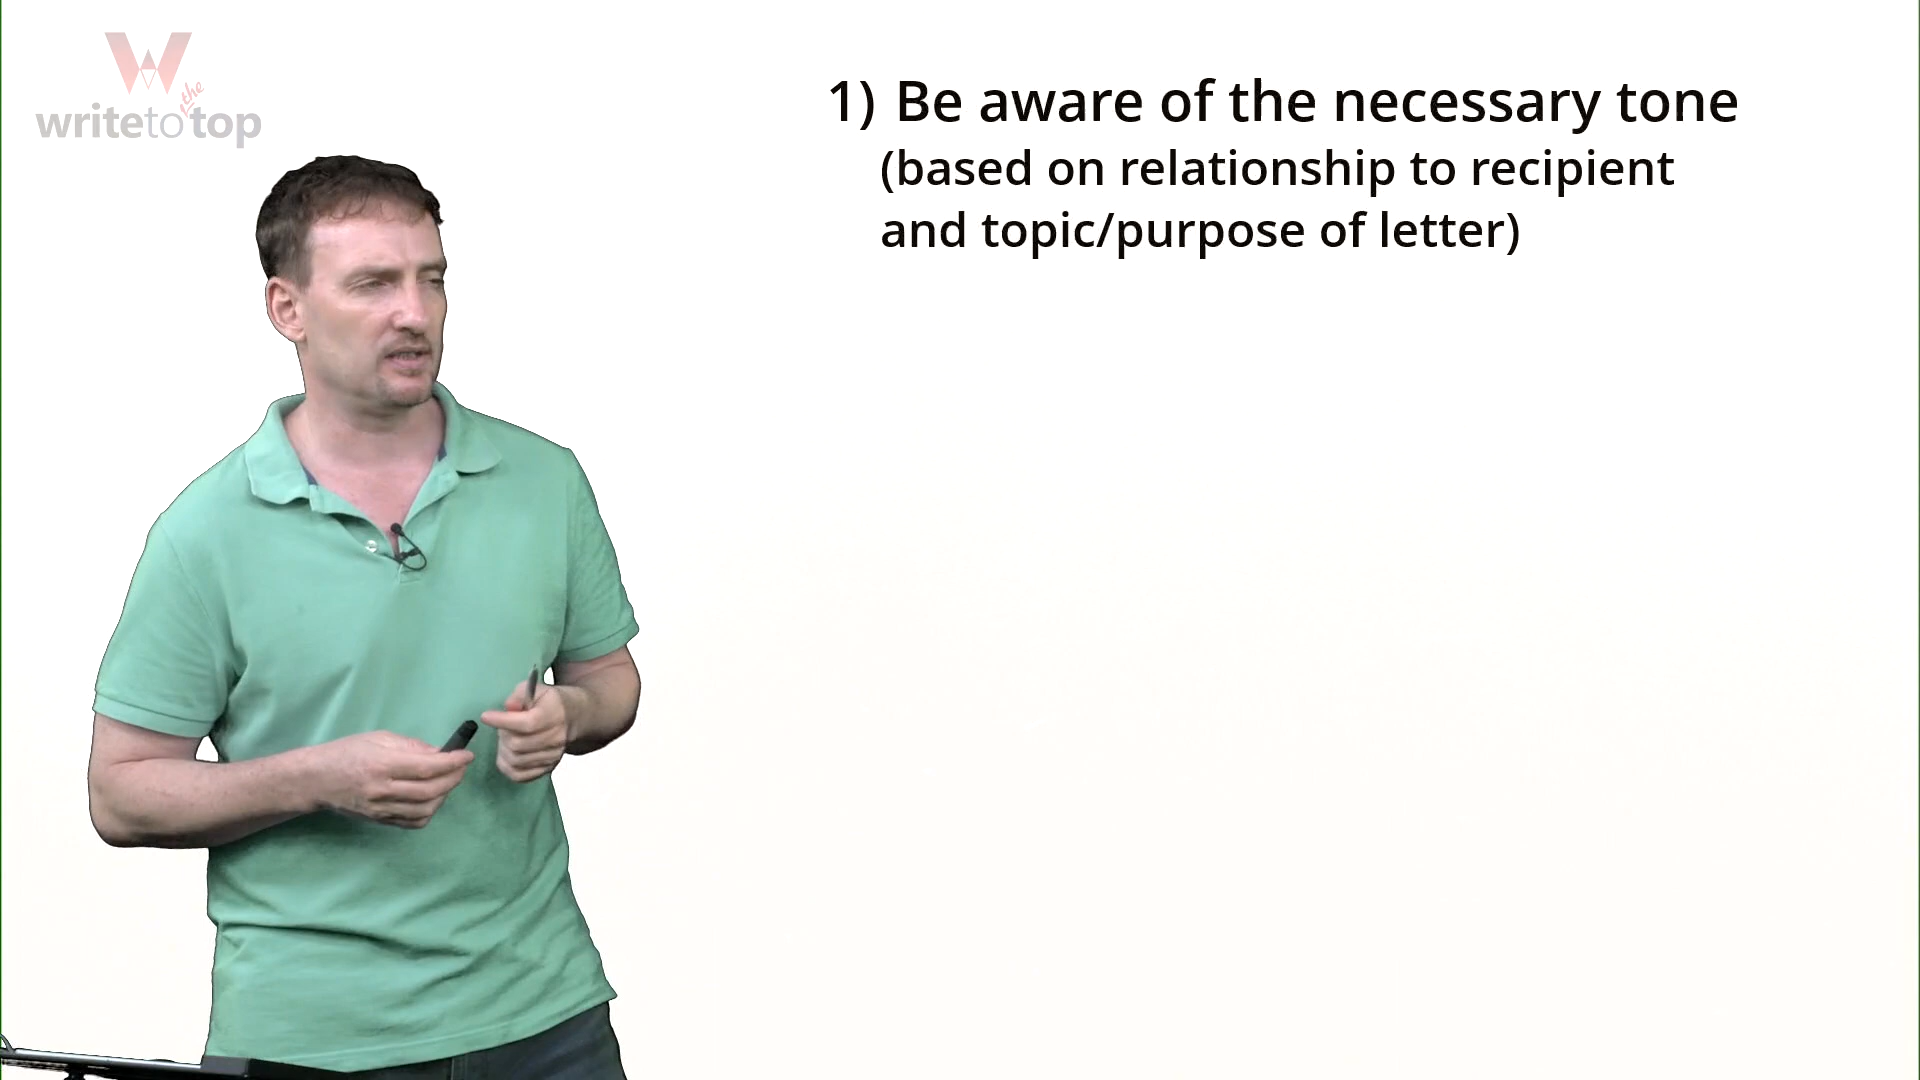 writetothetop
1) Be aware of the necessary tone
(based on relationship to recipient
and topic/purpose of letter)